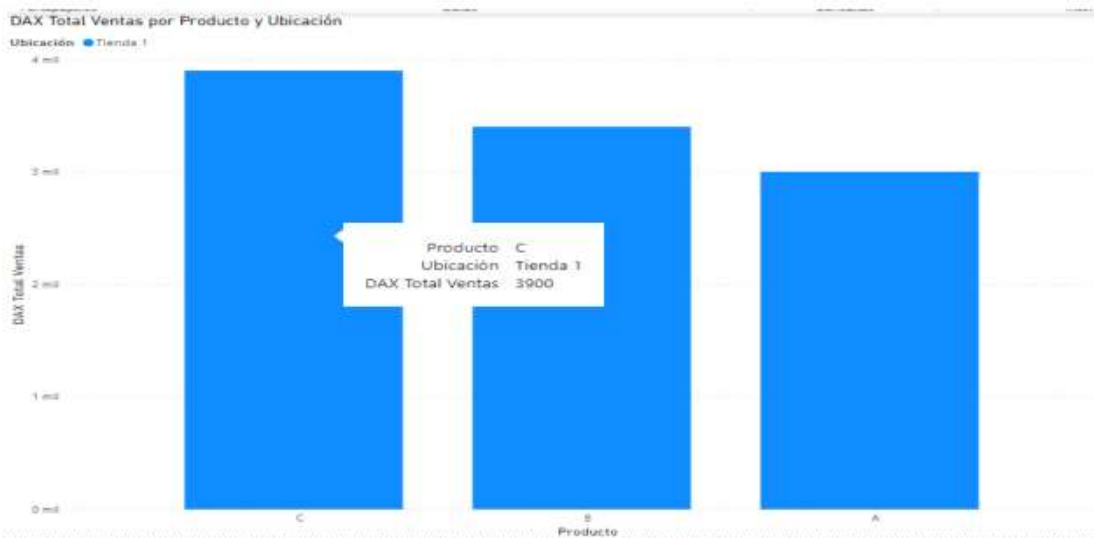 DAX Total Ventas por Producto y Ubicación
Ubicación Tienda 1
4 mil
3 mil
2 mil
1 mil
0 mil
DAX Total Ventas
Producto C
Ubicación Tienda 1
DAX Total Ventas 3900
C B A
Producto